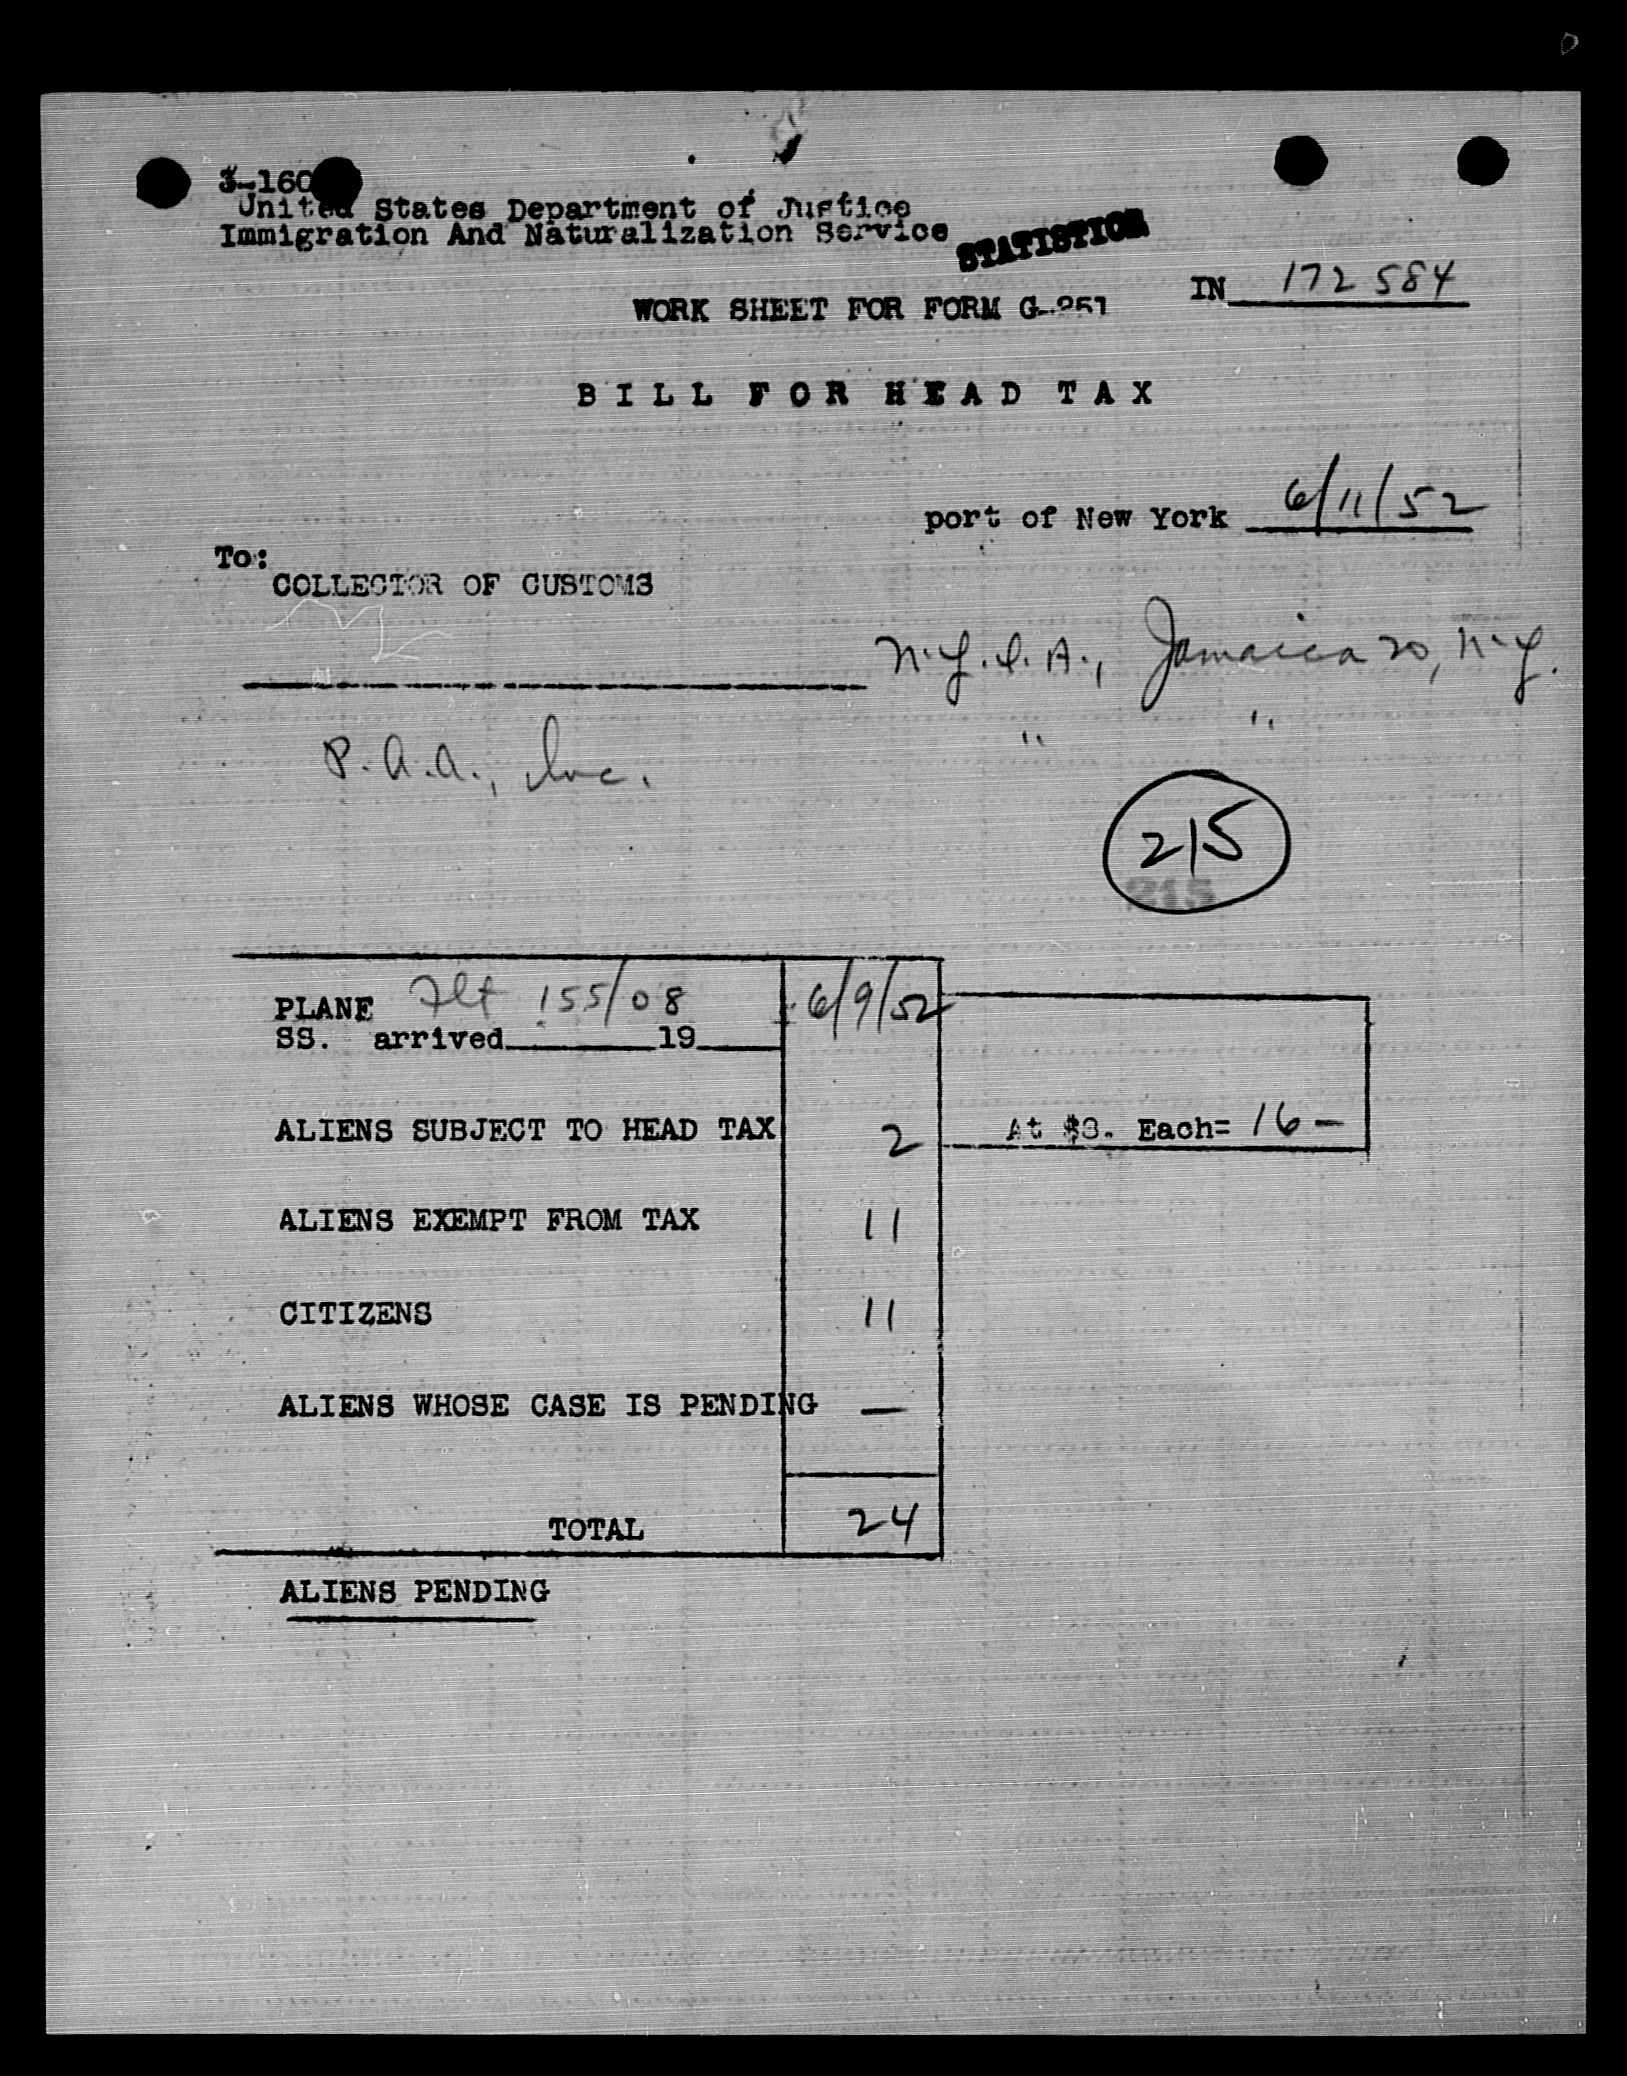 3-160
United States Department of Justice
Immigration And Naturalization Service
STATISTICS
IN 172 584
WORK SHEET FOR FORM G-251
BILL FOR HEAD TAX
port of New York 6/11/52
To:
COLLECTOR OF CUSTOMS
N.Y.I.A., Jamaica 20, N.Y.
P.A.A., Inc. " "
215
215
PLANE Flt 155/08 6/9/52
SS. arrived 19
ALIENS SUBJECT TO HEAD TAX 2 At $8. Each= 16 -
ALIENS EXEMPT FROM TAX 11
CITIZENS 11
ALIENS WHOSE CASE IS PENDING —
TOTAL 24
ALIENS PENDING